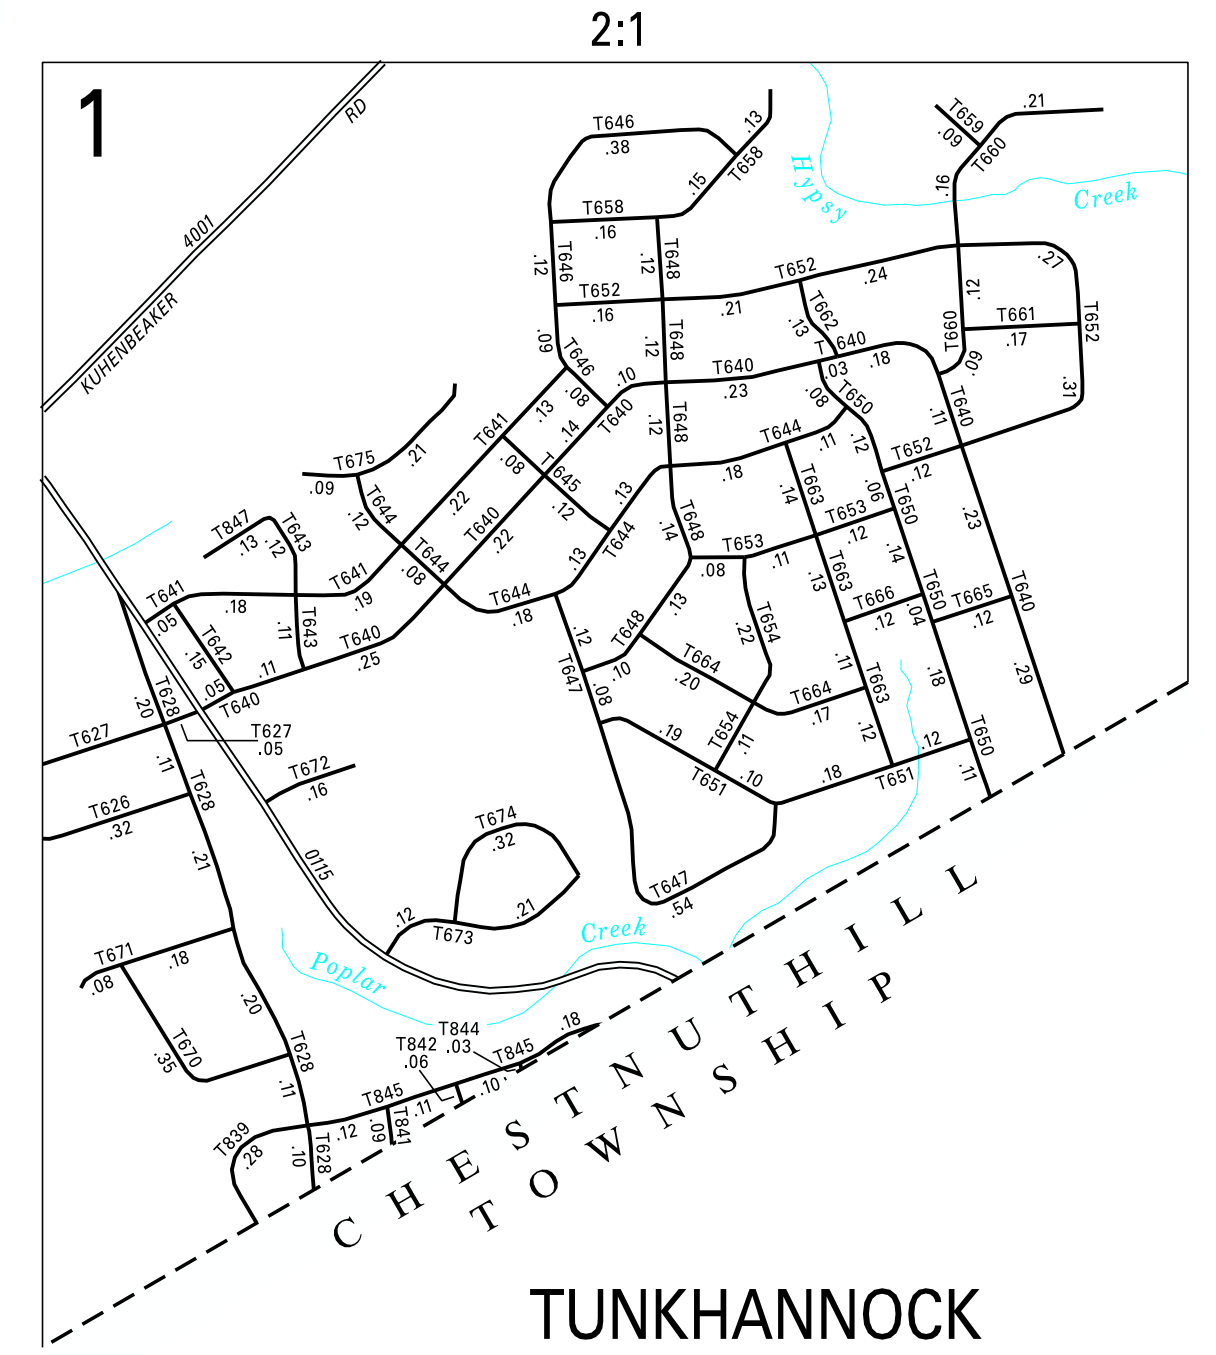 2:1
1
RD
4001
KUHENBEAKER
T646
.38
.13
T658
.15
T658
.16
.12
T646
.12
T648
T652
.16
.21
T652
.24
Hypsy
Creek
T659
.09
.21
T660
.16
.27
.12
T660
T661
.17
T652
.31
.09
T662
.13
T640
.03
.18
.09
T646
.08
.10
T640
.12
T648
T640
.23
.08
T650
T640
.11
T641
.13
.14
.12
T648
T644
.18
.11
.12
T652
.12
T675
.09
.21
T644
.12
.08
T645
.12
.13
T644
.22
T640
.22
T663
.14
.06
T650
T653
.12
.23
T847
.13
.12
T643
T648
.14
T653
.08
.11
T644
.08
.13
T644
.18
T641
.05
.18
T641
.19
.11
T643
T640
.25
T642
.15
.11
.05
T640
.13
T663
.14
T650
.04
T666
.12
T665
.12
T640
.29
.13
T648
.10
.22
T654
.12
T647
.08
T664
.20
.11
T663
T664
.17
.12
.18
T628
.20
T627
T627
.05
.11
T628
T626
.32
T672
.16
.19
T654
.11
T651
.10
.18
T651
.12
T650
.11
.21
0115
T674
.32
.12
T673
.21
T647
.54
Creek
Poplar
T671
.08
.18
.20
T670
.35
T628
.11
T844
.03
T842
.06
T845
.18
.10
T845
.11
.12
.09
T841
T839
.28
.10
T628
CHESTNUTHILL
TOWNSHIP
TUNKHANNOCK